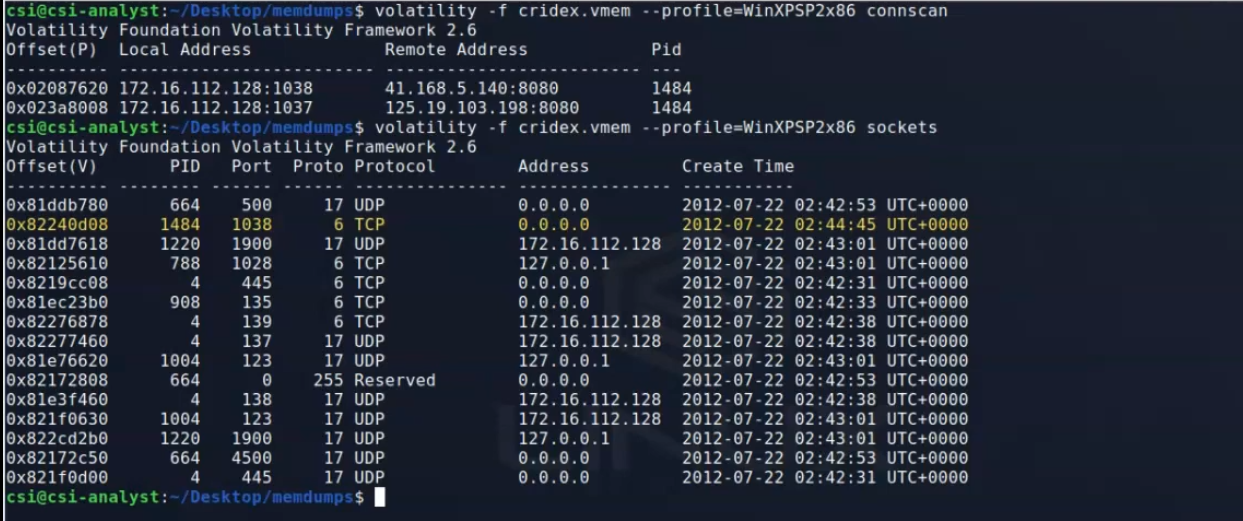 csi@csi-analyst:~/Desktop/memdumps$ volatility -f cridex.vmem --profile=WinXPSP2x86 connscan
Volatility Foundation Volatility Framework 2.6
Offset(P)  Local Address             Remote Address            Pid
---------- ------------------------- ------------------------- ---
0x02087620 172.16.112.128:1038       41.168.5.140:8080         1484
0x023a8008 172.16.112.128:1037       125.19.103.198:8080       1484
csi@csi-analyst:~/Desktop/memdumps$ volatility -f cridex.vmem --profile=WinXPSP2x86 sockets
Volatility Foundation Volatility Framework 2.6
Offset(V)       PID   Port  Proto Protocol        Address         Create Time
---------- -------- ------ ------ --------------- --------------- -----------
0x81ddb780      664    500     17 UDP             0.0.0.0         2012-07-22 02:42:53 UTC+0000
0x82240d08     1484   1038      6 TCP             0.0.0.0         2012-07-22 02:44:45 UTC+0000
0x81dd7618     1220   1900     17 UDP             172.16.112.128  2012-07-22 02:43:01 UTC+0000
0x82125610      788   1028      6 TCP             127.0.0.1       2012-07-22 02:43:01 UTC+0000
0x8219cc08        4    445      6 TCP             0.0.0.0         2012-07-22 02:42:31 UTC+0000
0x81ec23b0      908    135      6 TCP             0.0.0.0         2012-07-22 02:42:33 UTC+0000
0x82276878        4    139      6 TCP             172.16.112.128  2012-07-22 02:42:38 UTC+0000
0x82277460        4    137     17 UDP             172.16.112.128  2012-07-22 02:42:38 UTC+0000
0x81e76620     1004    123     17 UDP             127.0.0.1       2012-07-22 02:43:01 UTC+0000
0x82172808      664      0    255 Reserved        0.0.0.0         2012-07-22 02:42:53 UTC+0000
0x81e3f460        4    138     17 UDP             172.16.112.128  2012-07-22 02:42:38 UTC+0000
0x821f0630     1004    123     17 UDP             172.16.112.128  2012-07-22 02:43:01 UTC+0000
0x822cd2b0     1220   1900     17 UDP             127.0.0.1       2012-07-22 02:43:01 UTC+0000
0x82172c50      664   4500     17 UDP             0.0.0.0         2012-07-22 02:42:53 UTC+0000
0x821f0d00        4    445     17 UDP             0.0.0.0         2012-07-22 02:42:31 UTC+0000
csi@csi-analyst:~/Desktop/memdumps$